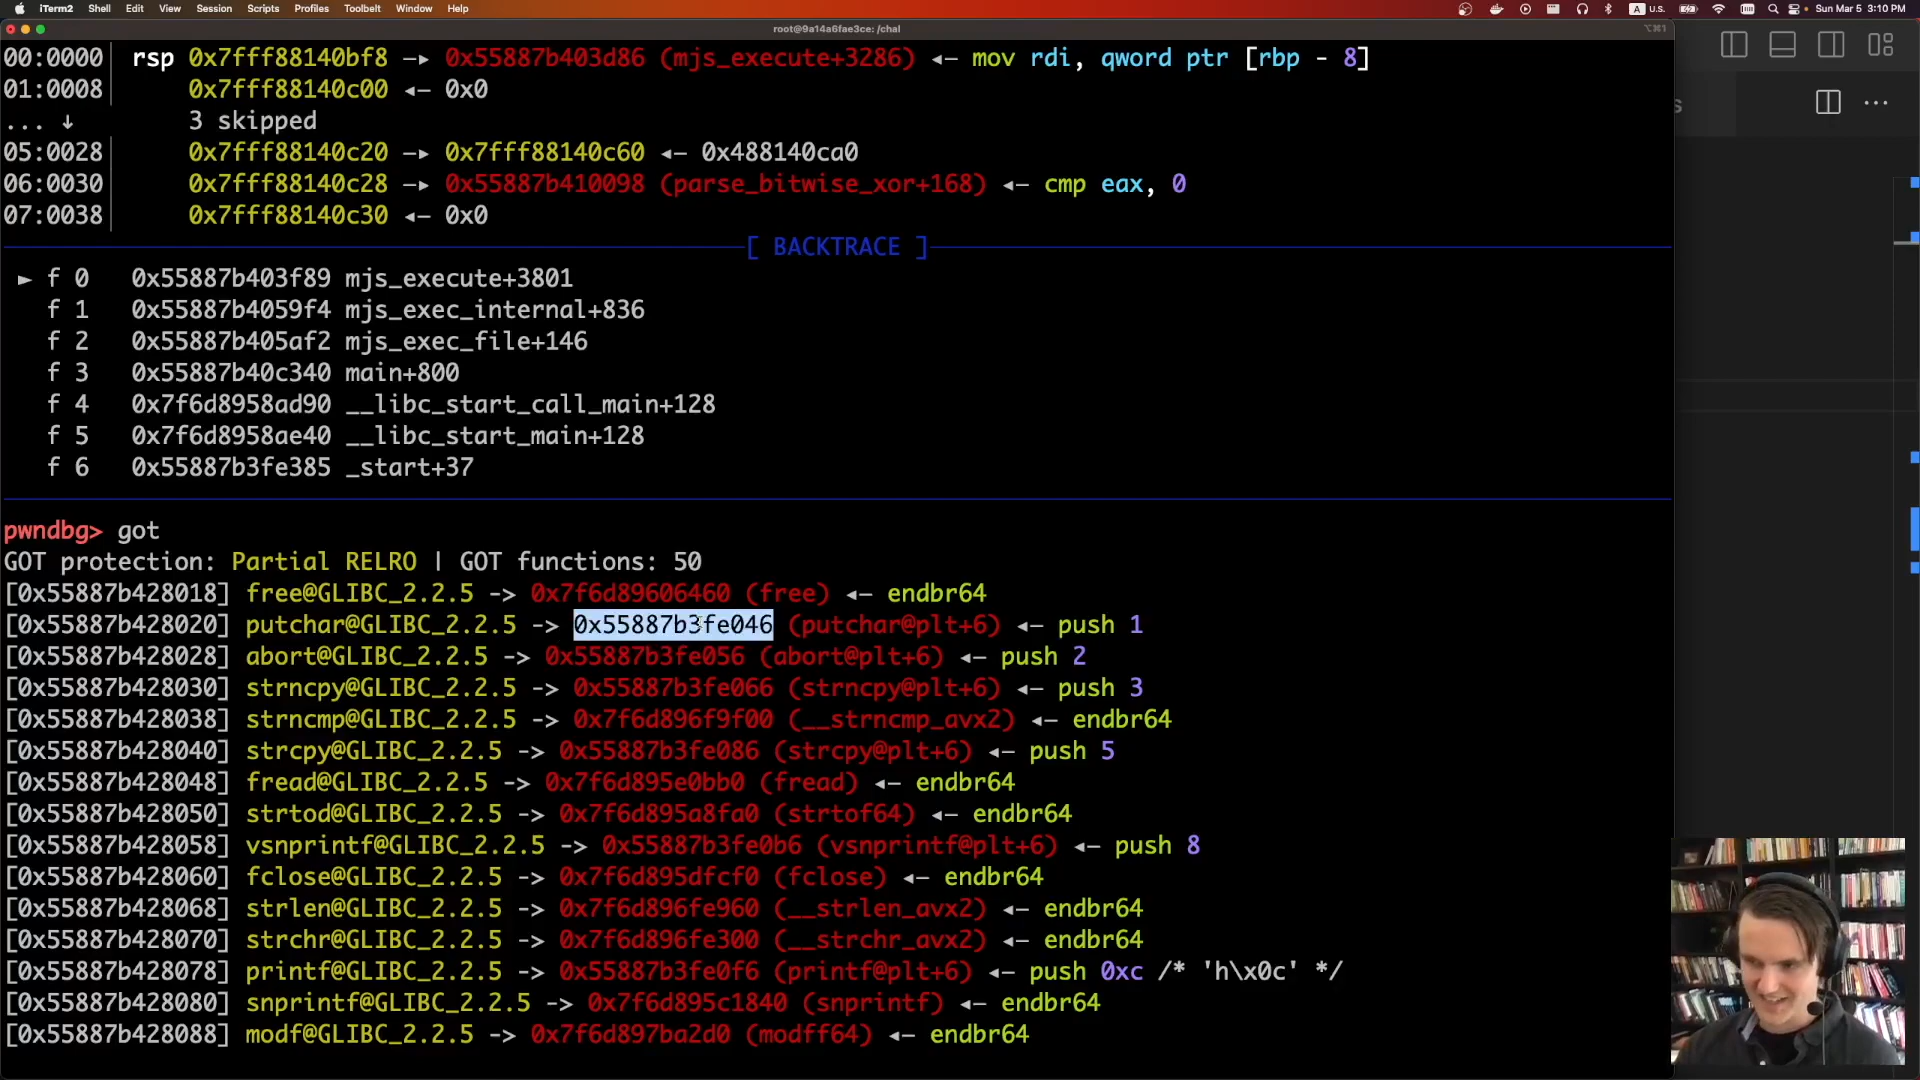 iTerm2 Shell Edit View Session Scripts Profiles Toolbelt Window Help A U.S. Sun Mar 5 3:10 PM
root@9a14a6fae3ce: /chal ⌥⌘1
00:0000│ rsp 0x7fff88140bf8 —▸ 0x55887b403d86 (mjs_execute+3286) ◂— mov rdi, qword ptr [rbp - 8]
01:0008│ 0x7fff88140c00 ◂— 0x0
... ↓ 3 skipped
05:0028│ 0x7fff88140c20 —▸ 0x7fff88140c60 ◂— 0x488140ca0
06:0030│ 0x7fff88140c28 —▸ 0x55887b410098 (parse_bitwise_xor+168) ◂— cmp eax, 0
07:0038│ 0x7fff88140c30 ◂— 0x0
[ BACKTRACE ]
► f 0 0x55887b403f89 mjs_execute+3801
f 1 0x55887b4059f4 mjs_exec_internal+836
f 2 0x55887b405af2 mjs_exec_file+146
f 3 0x55887b40c340 main+800
f 4 0x7f6d8958ad90 __libc_start_call_main+128
f 5 0x7f6d8958ae40 __libc_start_main+128
f 6 0x55887b3fe385 _start+37
pwndbg> got
GOT protection: Partial RELRO | GOT functions: 50
[0x55887b428018] free@GLIBC_2.2.5 -> 0x7f6d89606460 (free) ◂— endbr64
[0x55887b428020] putchar@GLIBC_2.2.5 -> 0x55887b3fe046 (putchar@plt+6) ◂— push 1
[0x55887b428028] abort@GLIBC_2.2.5 -> 0x55887b3fe056 (abort@plt+6) ◂— push 2
[0x55887b428030] strncpy@GLIBC_2.2.5 -> 0x55887b3fe066 (strncpy@plt+6) ◂— push 3
[0x55887b428038] strncmp@GLIBC_2.2.5 -> 0x7f6d896f9f00 (__strncmp_avx2) ◂— endbr64
[0x55887b428040] strcpy@GLIBC_2.2.5 -> 0x55887b3fe086 (strcpy@plt+6) ◂— push 5
[0x55887b428048] fread@GLIBC_2.2.5 -> 0x7f6d895e0bb0 (fread) ◂— endbr64
[0x55887b428050] strtod@GLIBC_2.2.5 -> 0x7f6d895a8fa0 (strtof64) ◂— endbr64
[0x55887b428058] vsnprintf@GLIBC_2.2.5 -> 0x55887b3fe0b6 (vsnprintf@plt+6) ◂— push 8
[0x55887b428060] fclose@GLIBC_2.2.5 -> 0x7f6d895dfcf0 (fclose) ◂— endbr64
[0x55887b428068] strlen@GLIBC_2.2.5 -> 0x7f6d896fe960 (__strlen_avx2) ◂— endbr64
[0x55887b428070] strchr@GLIBC_2.2.5 -> 0x7f6d896fe300 (__strchr_avx2) ◂— endbr64
[0x55887b428078] printf@GLIBC_2.2.5 -> 0x55887b3fe0f6 (printf@plt+6) ◂— push 0xc /* 'h\x0c' */
[0x55887b428080] snprintf@GLIBC_2.2.5 -> 0x7f6d895c1840 (snprintf) ◂— endbr64
[0x55887b428088] modf@GLIBC_2.2.5 -> 0x7f6d897ba2d0 (modff64) ◂— endbr64